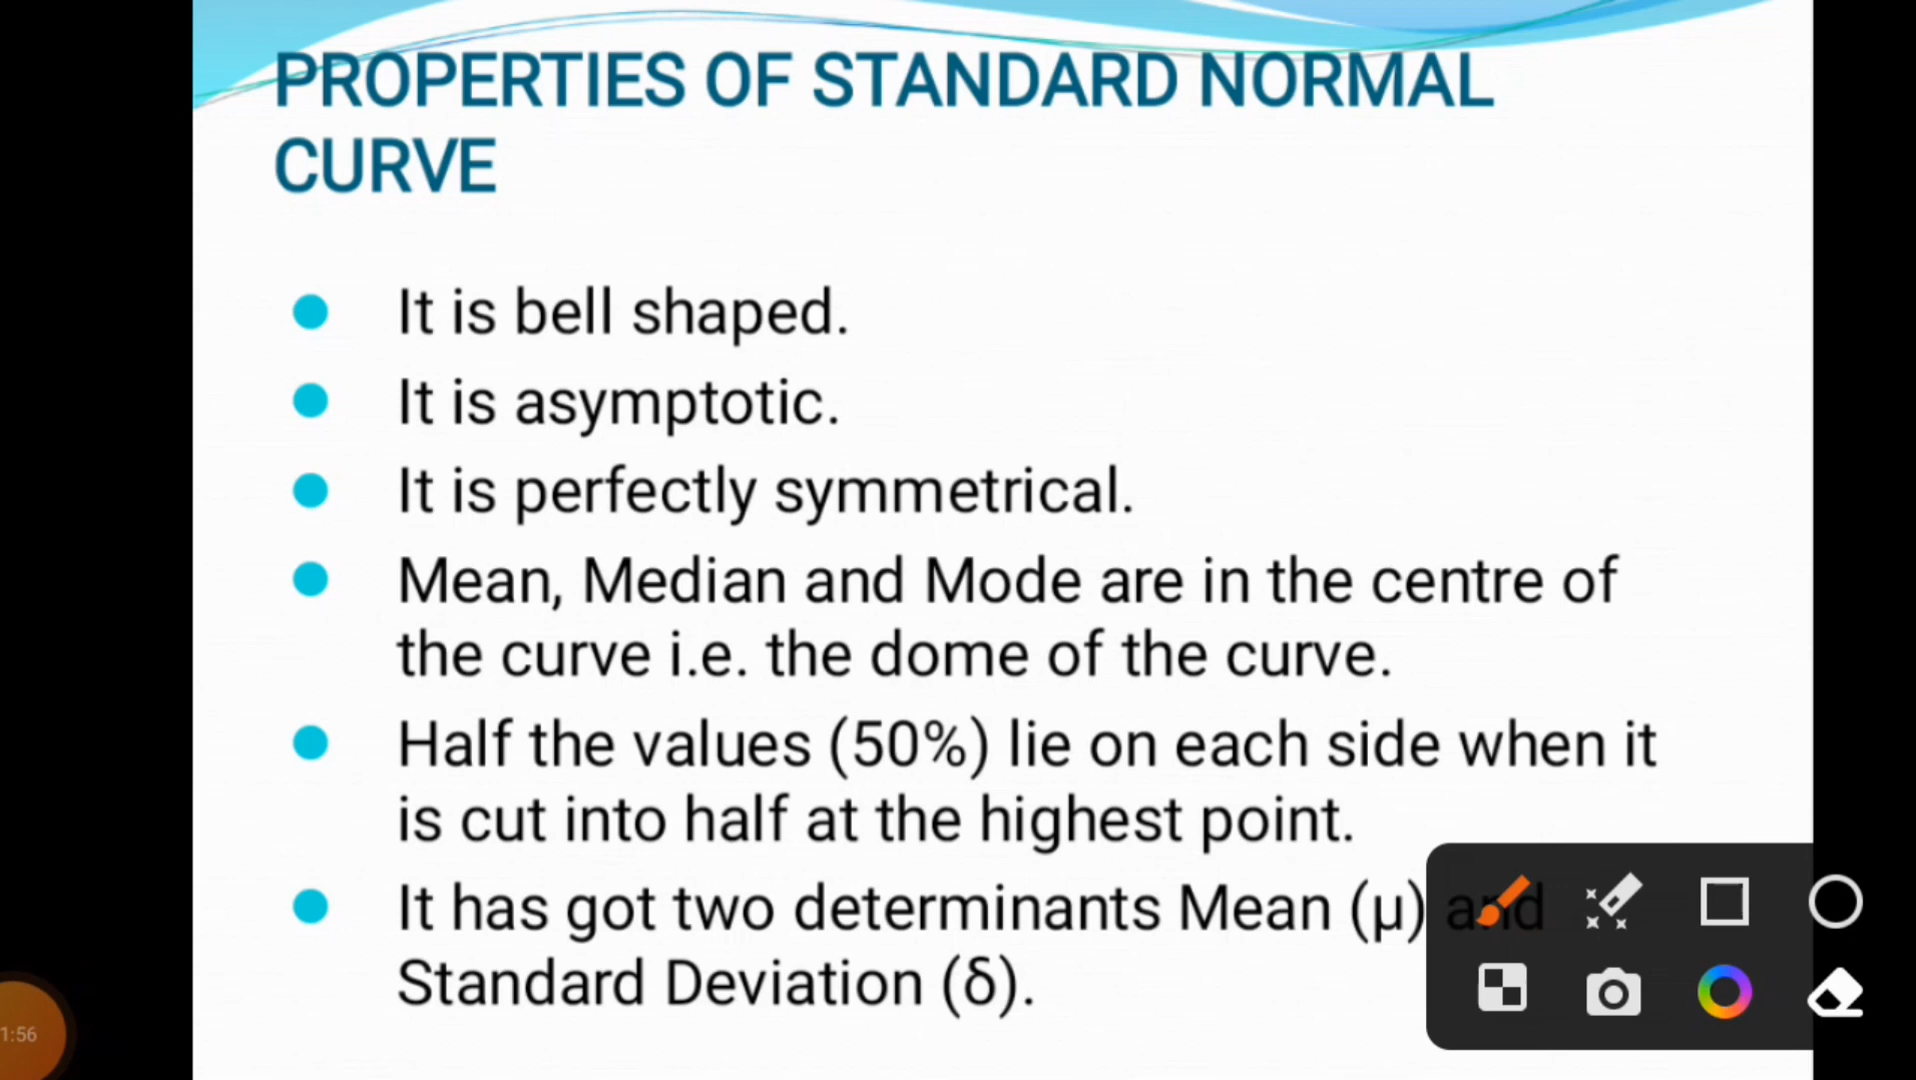 PROPERTIES OF STANDARD NORMAL
CURVE
It is bell shaped.
It is asymptotic.
It is perfectly symmetrical.
Mean, Median and Mode are in the centre of
the curve i.e. the dome of the curve.
Half the values (50%) lie on each side when it
is cut into half at the highest point.
It has got two determinants Mean (µ) and
Standard Deviation (δ).
1:56